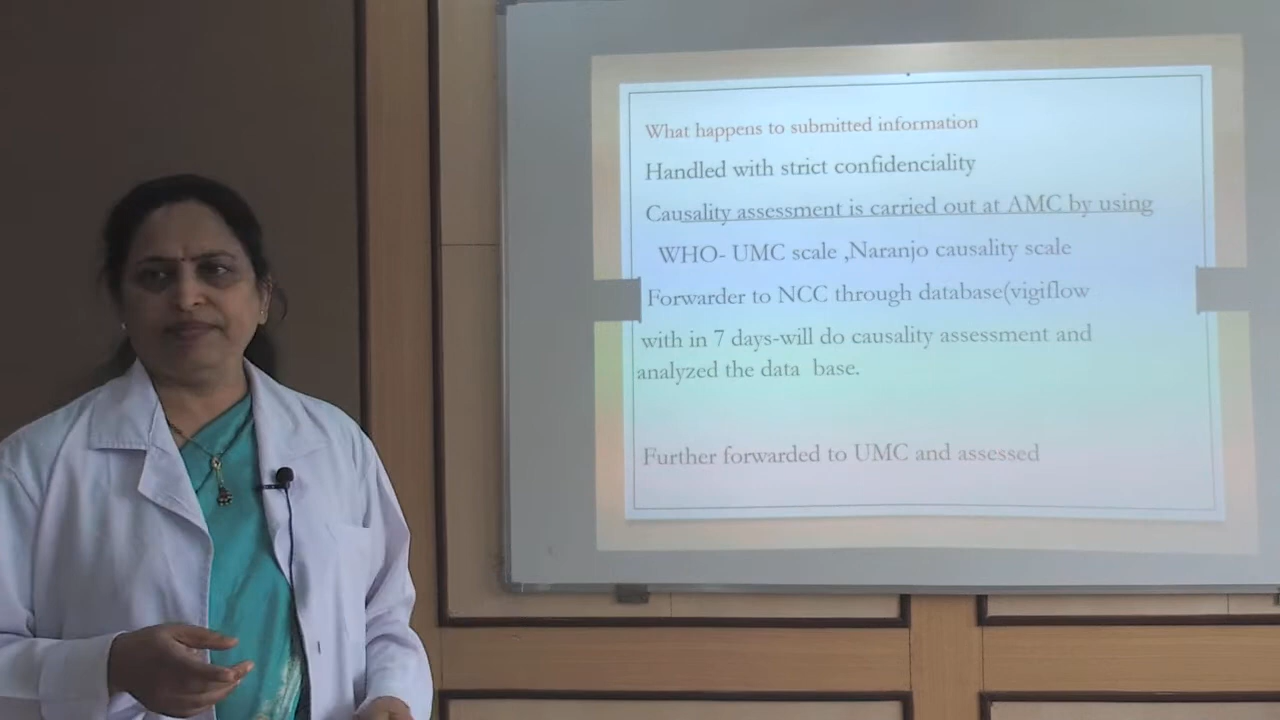 What happens to submitted information
Handled with strict confidenciality
Causality assessment is carried out at AMC by using
WHO- UMC scale ,Naranjo causality scale
Forwarder to NCC through database(vigiflow
with in 7 days-will do causality assessment and
analyzed the data base.
Further forwarded to UMC and assessed